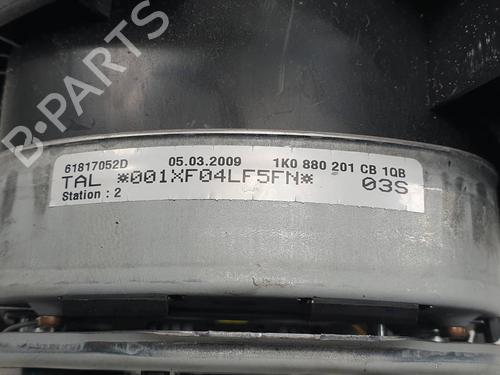 B-PARTS
61817052D 05.03.2009 1K0 880 201 CB 1QB
TAL *001XF04LF5FN* 03S
Station : 2